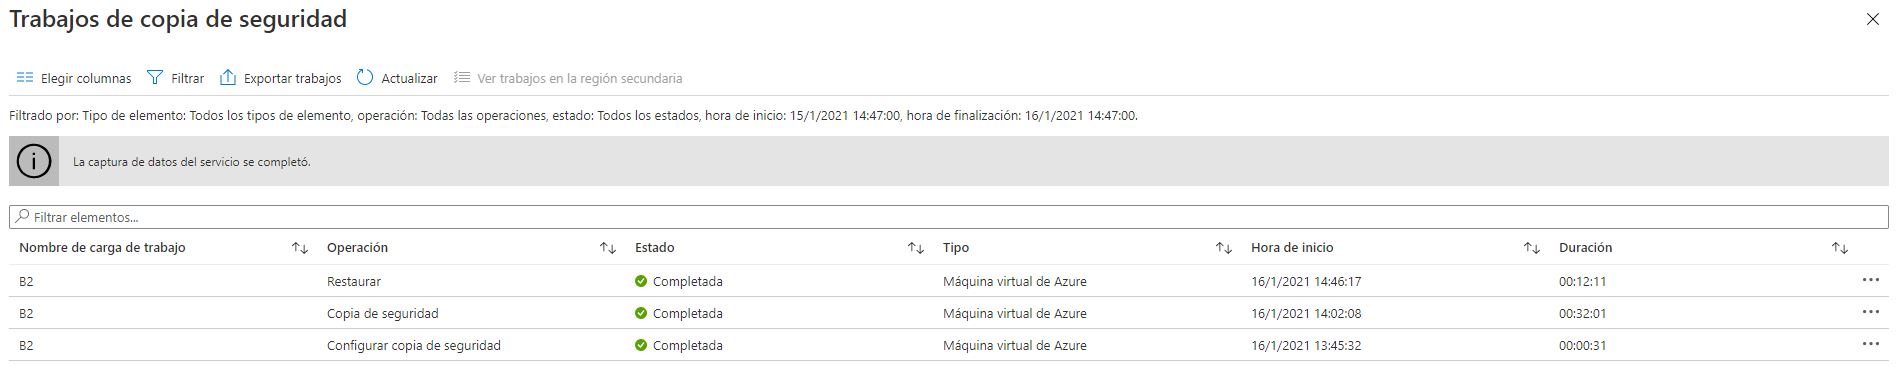 Trabajos de copia de seguridad
Elegir columnas Filtrar Exportar trabajos Actualizar Ver trabajos en la región secundaria
Filtrado por: Tipo de elemento: Todos los tipos de elemento, operación: Todas las operaciones, estado: Todos los estados, hora de inicio: 15/1/2021 14:47:00, hora de finalización: 16/1/2021 14:47:00.
La captura de datos del servicio se completó.
Filtrar elementos...
Nombre de carga de trabajo Operación Estado Tipo Hora de inicio Duración
B2 Restaurar Completada Máquina virtual de Azure 16/1/2021 14:46:17 00:12:11
B2 Copia de seguridad Completada Máquina virtual de Azure 16/1/2021 14:02:08 00:32:01
B2 Configurar copia de seguridad Completada Máquina virtual de Azure 16/1/2021 13:45:32 00:00:31